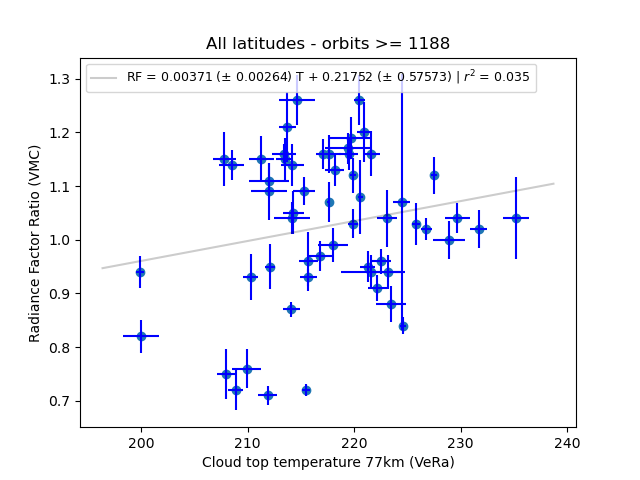 All latitudes - orbits >= 1188
RF = 0.00371 (± 0.00264) T + 0.21752 (± 0.57573) | r² = 0.035
1.3
1.2
1.1
1.0
0.9
0.8
0.7
Radiance Factor Ratio (VMC)
200 210 220 230 240
Cloud top temperature 77km (VeRa)